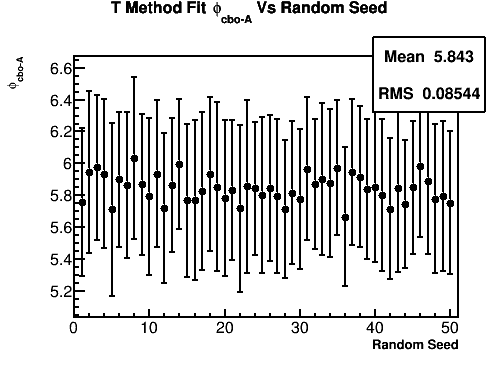 T Method Fit ϕcbo-A Vs Random Seed
Mean 5.843
RMS 0.08544
ϕcbo-A
6.6
6.4
6.2
6
5.8
5.6
5.4
5.2
0 10 20 30 40 50
Random Seed